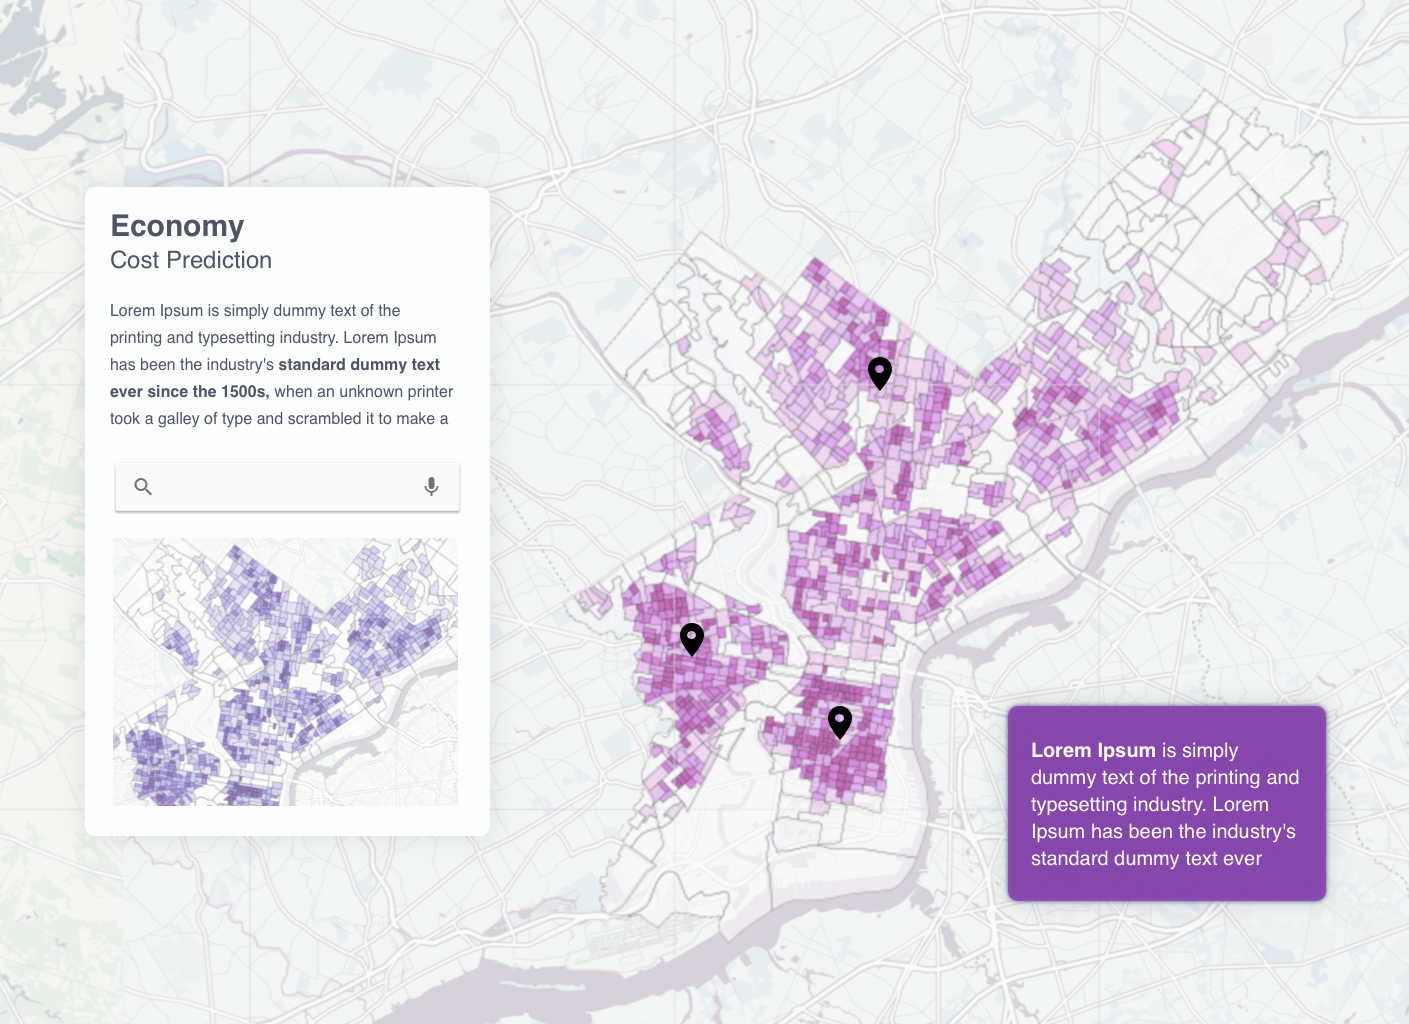 Economy
Cost Prediction
Lorem Ipsum is simply dummy text of the
printing and typesetting industry. Lorem Ipsum
has been the industry's standard dummy text
ever since the 1500s, when an unknown printer
took a galley of type and scrambled it to make a
Lorem Ipsum is simply
dummy text of the printing and
typesetting industry. Lorem
Ipsum has been the industry's
standard dummy text ever